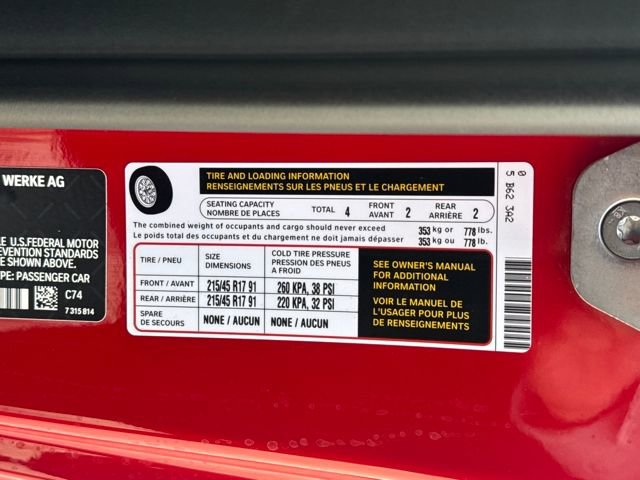 WERKE AG
U.S.FEDERAL MOTOR
STANDARDS
SHOWN ABOVE.
PASSENGER CAR
C74
7 315 814
TIRE AND LOADING INFORMATION
RENSEIGNEMENTS SUR LES PNEUS ET LE CHARGEMENT
SEATING CAPACITY
NOMBRE DE PLACES
TOTAL 4
FRONT
AVANT 2
REAR
ARRIÈRE 2
The combined weight of occupants and cargo should never exceed 353 kg or 778 lbs.
Le poids total des occupants et du chargement ne doit jamais dépasser 353 kg ou 778 lb.
TIRE / PNEU
SIZE
DIMENSIONS
COLD TIRE PRESSURE
PRESSION DES PNEUS
A FROID
FRONT / AVANT 215/45 R17 91 260 KPA, 38 PSI
REAR / ARRIÈRE 215/45 R17 91 220 KPA, 32 PSI
SPARE
DE SECOURS
NONE / AUCUN NONE / AUCUN
SEE OWNER'S MANUAL
FOR ADDITIONAL
INFORMATION
VOIR LE MANUEL DE
L'USAGER POUR PLUS
DE RENSEIGNEMENTS
0
5 B62 3A2